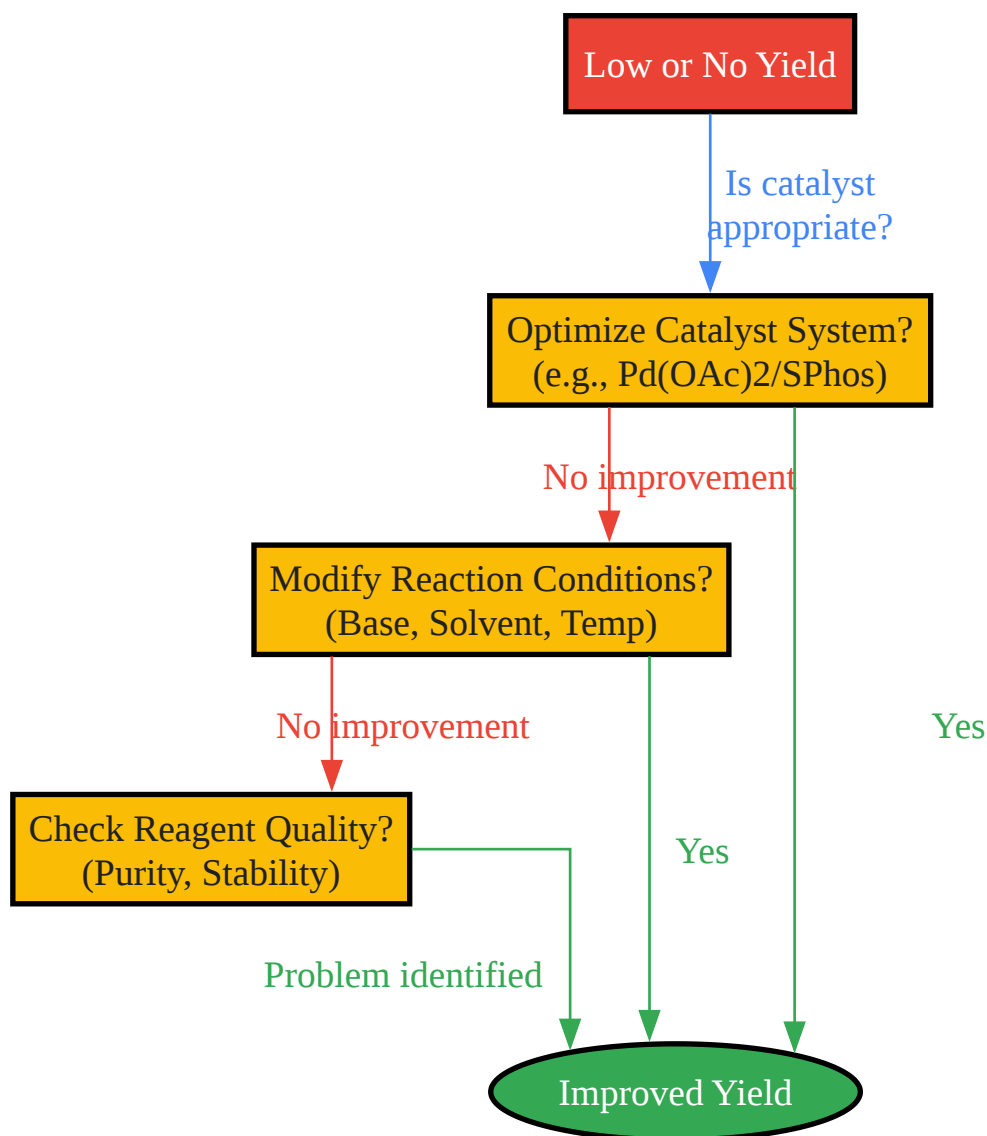 Low or No Yield
Is catalyst
appropriate?
Optimize Catalyst System?
(e.g., Pd(OAc)2/SPhos)
No improvement
Modify Reaction Conditions?
(Base, Solvent, Temp)
No improvement
Yes
Check Reagent Quality?
(Purity, Stability)
Yes
Problem identified
Improved Yield